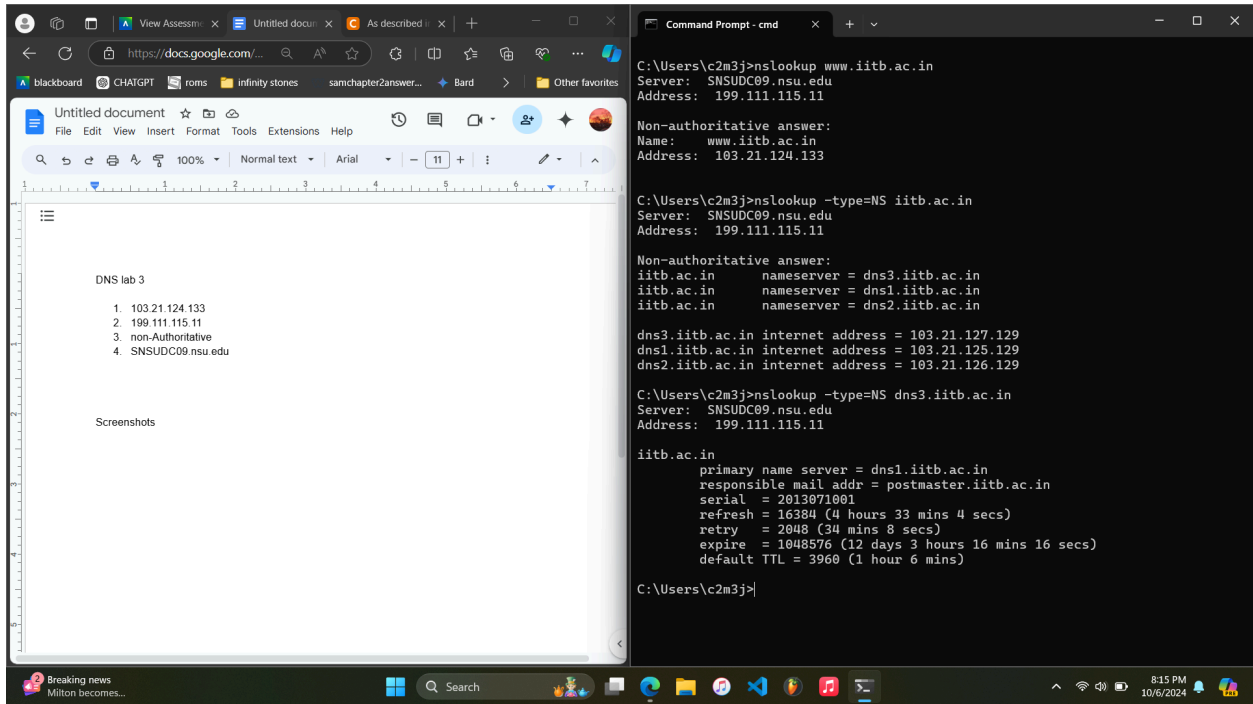 View Assessme
Untitled docun
As described i
https://docs.google.com/...
blackboard
CHATGPT
roms
infinity stones
samchapter2answer...
Bard
Other favorites
Untitled document
File Edit View Insert Format Tools Extensions Help
100% Normal text Arial 11
1 1 2 3 4 5 6 7
DNS lab 3
1. 103.21.124.133
2. 199.111.115.11
3. non-Authoritative
4. SNSUDC09.nsu.edu
Screenshots
Command Prompt - cmd
C:\Users\c2m3j>nslookup www.iitb.ac.in
Server: SNSUDC09.nsu.edu
Address: 199.111.115.11
Non-authoritative answer:
Name: www.iitb.ac.in
Address: 103.21.124.133
C:\Users\c2m3j>nslookup -type=NS iitb.ac.in
Server: SNSUDC09.nsu.edu
Address: 199.111.115.11
Non-authoritative answer:
iitb.ac.in nameserver = dns3.iitb.ac.in
iitb.ac.in nameserver = dns1.iitb.ac.in
iitb.ac.in nameserver = dns2.iitb.ac.in
dns3.iitb.ac.in internet address = 103.21.127.129
dns1.iitb.ac.in internet address = 103.21.125.129
dns2.iitb.ac.in internet address = 103.21.126.129
C:\Users\c2m3j>nslookup -type=NS dns3.iitb.ac.in
Server: SNSUDC09.nsu.edu
Address: 199.111.115.11
iitb.ac.in
primary name server = dns1.iitb.ac.in
responsible mail addr = postmaster.iitb.ac.in
serial = 2013071001
refresh = 16384 (4 hours 33 mins 4 secs)
retry = 2048 (34 mins 8 secs)
expire = 1048576 (12 days 3 hours 16 mins 16 secs)
default TTL = 3960 (1 hour 6 mins)
C:\Users\c2m3j>
2
Breaking news
Milton becomes...
Search
8:15 PM
10/6/2024